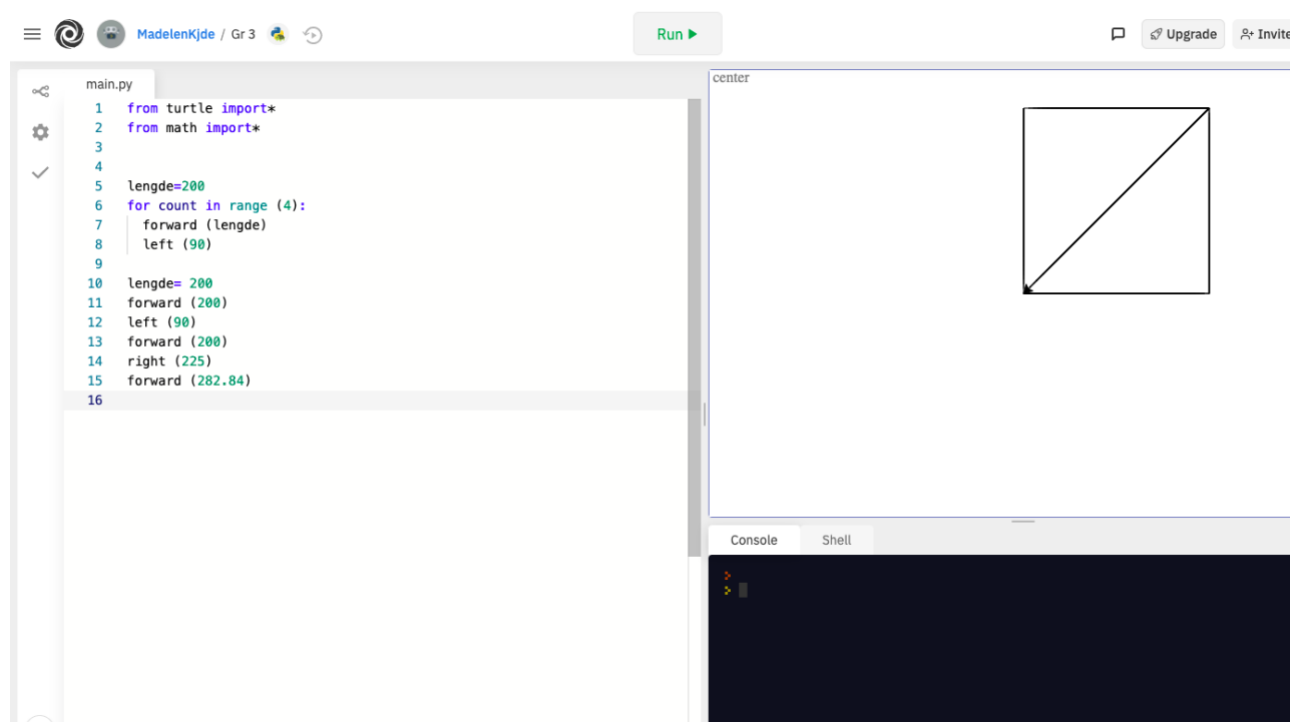 MadelenKjde / Gr 3
Run
Upgrade
Invite
main.py
1 from turtle import*
2 from math import*
3
4
5 lengde=200
6 for count in range (4):
7 forward (lengde)
8 left (90)
9
10 lengde= 200
11 forward (200)
12 left (90)
13 forward (200)
14 right (225)
15 forward (282.84)
16
center
Console Shell
>
>